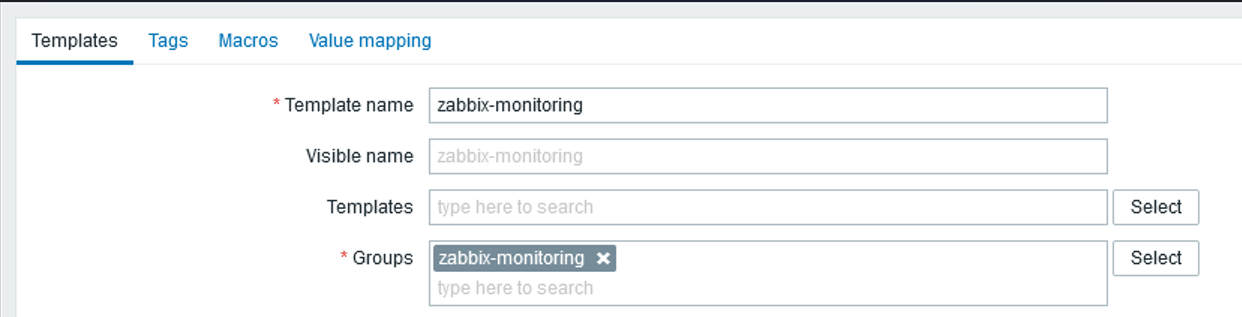 Templates Tags Macros Value mapping
* Template name zabbix-monitoring
Visible name zabbix-monitoring
Templates type here to search Select
* Groups zabbix-monitoring Select
type here to search